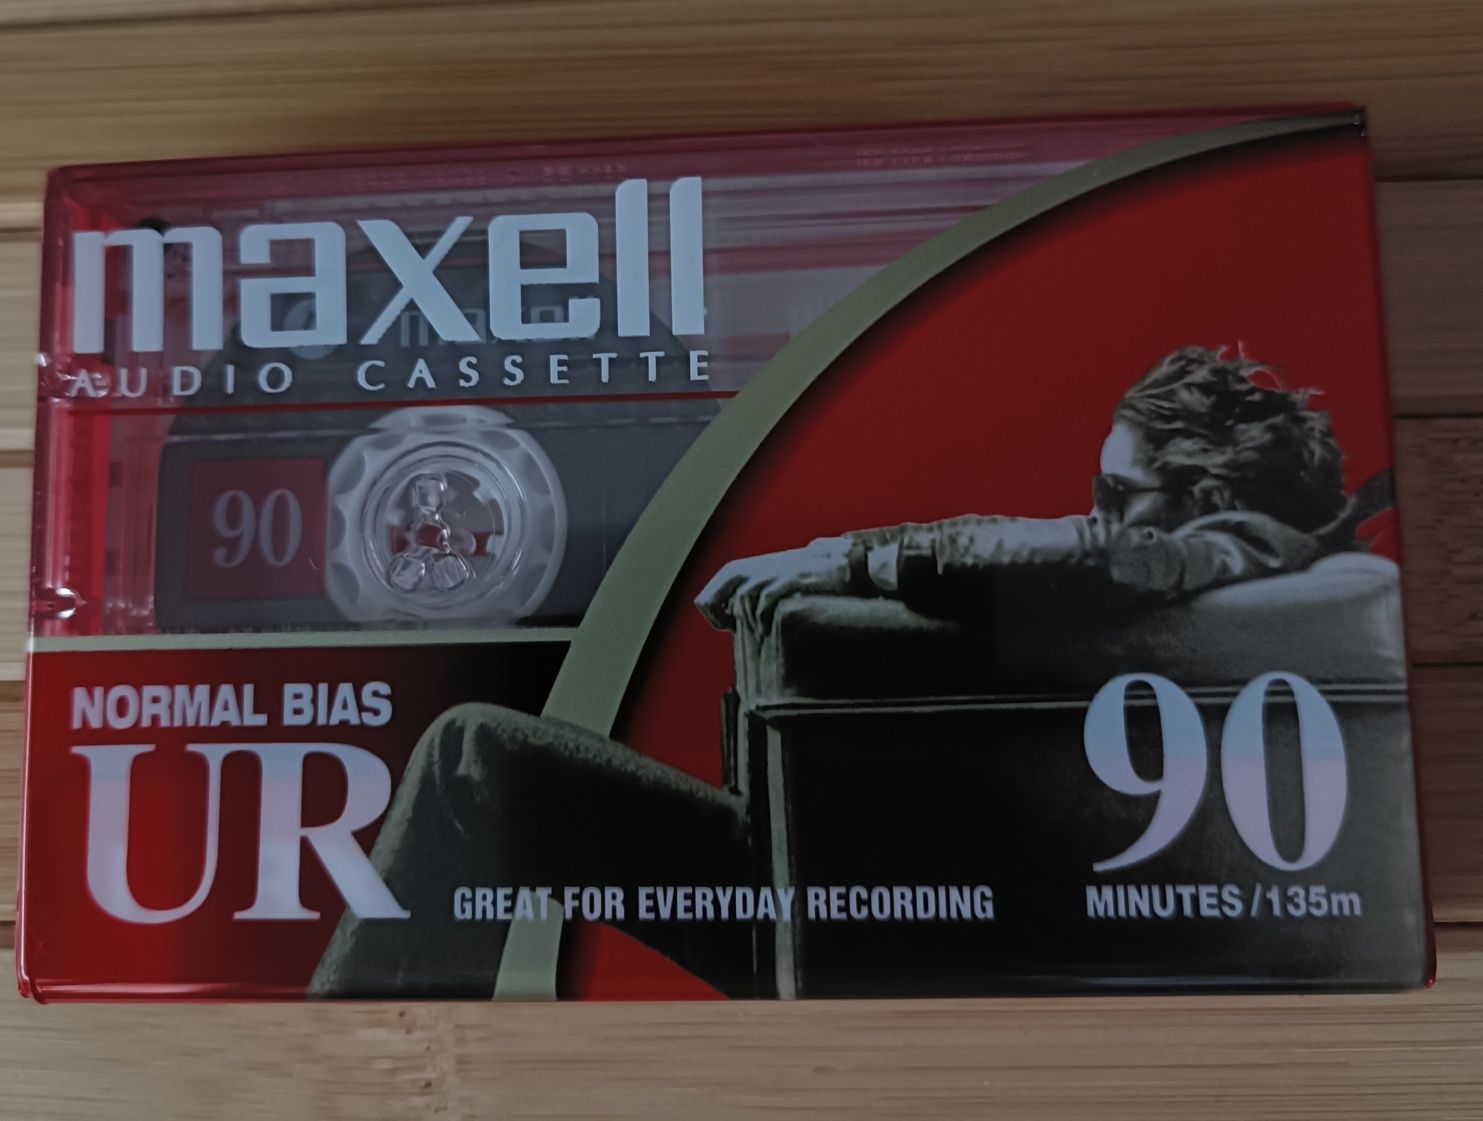 maxell
AUDIO CASSETTE
90
NORMAL BIAS
UR
GREAT FOR EVERYDAY RECORDING
90
MINUTES /135m